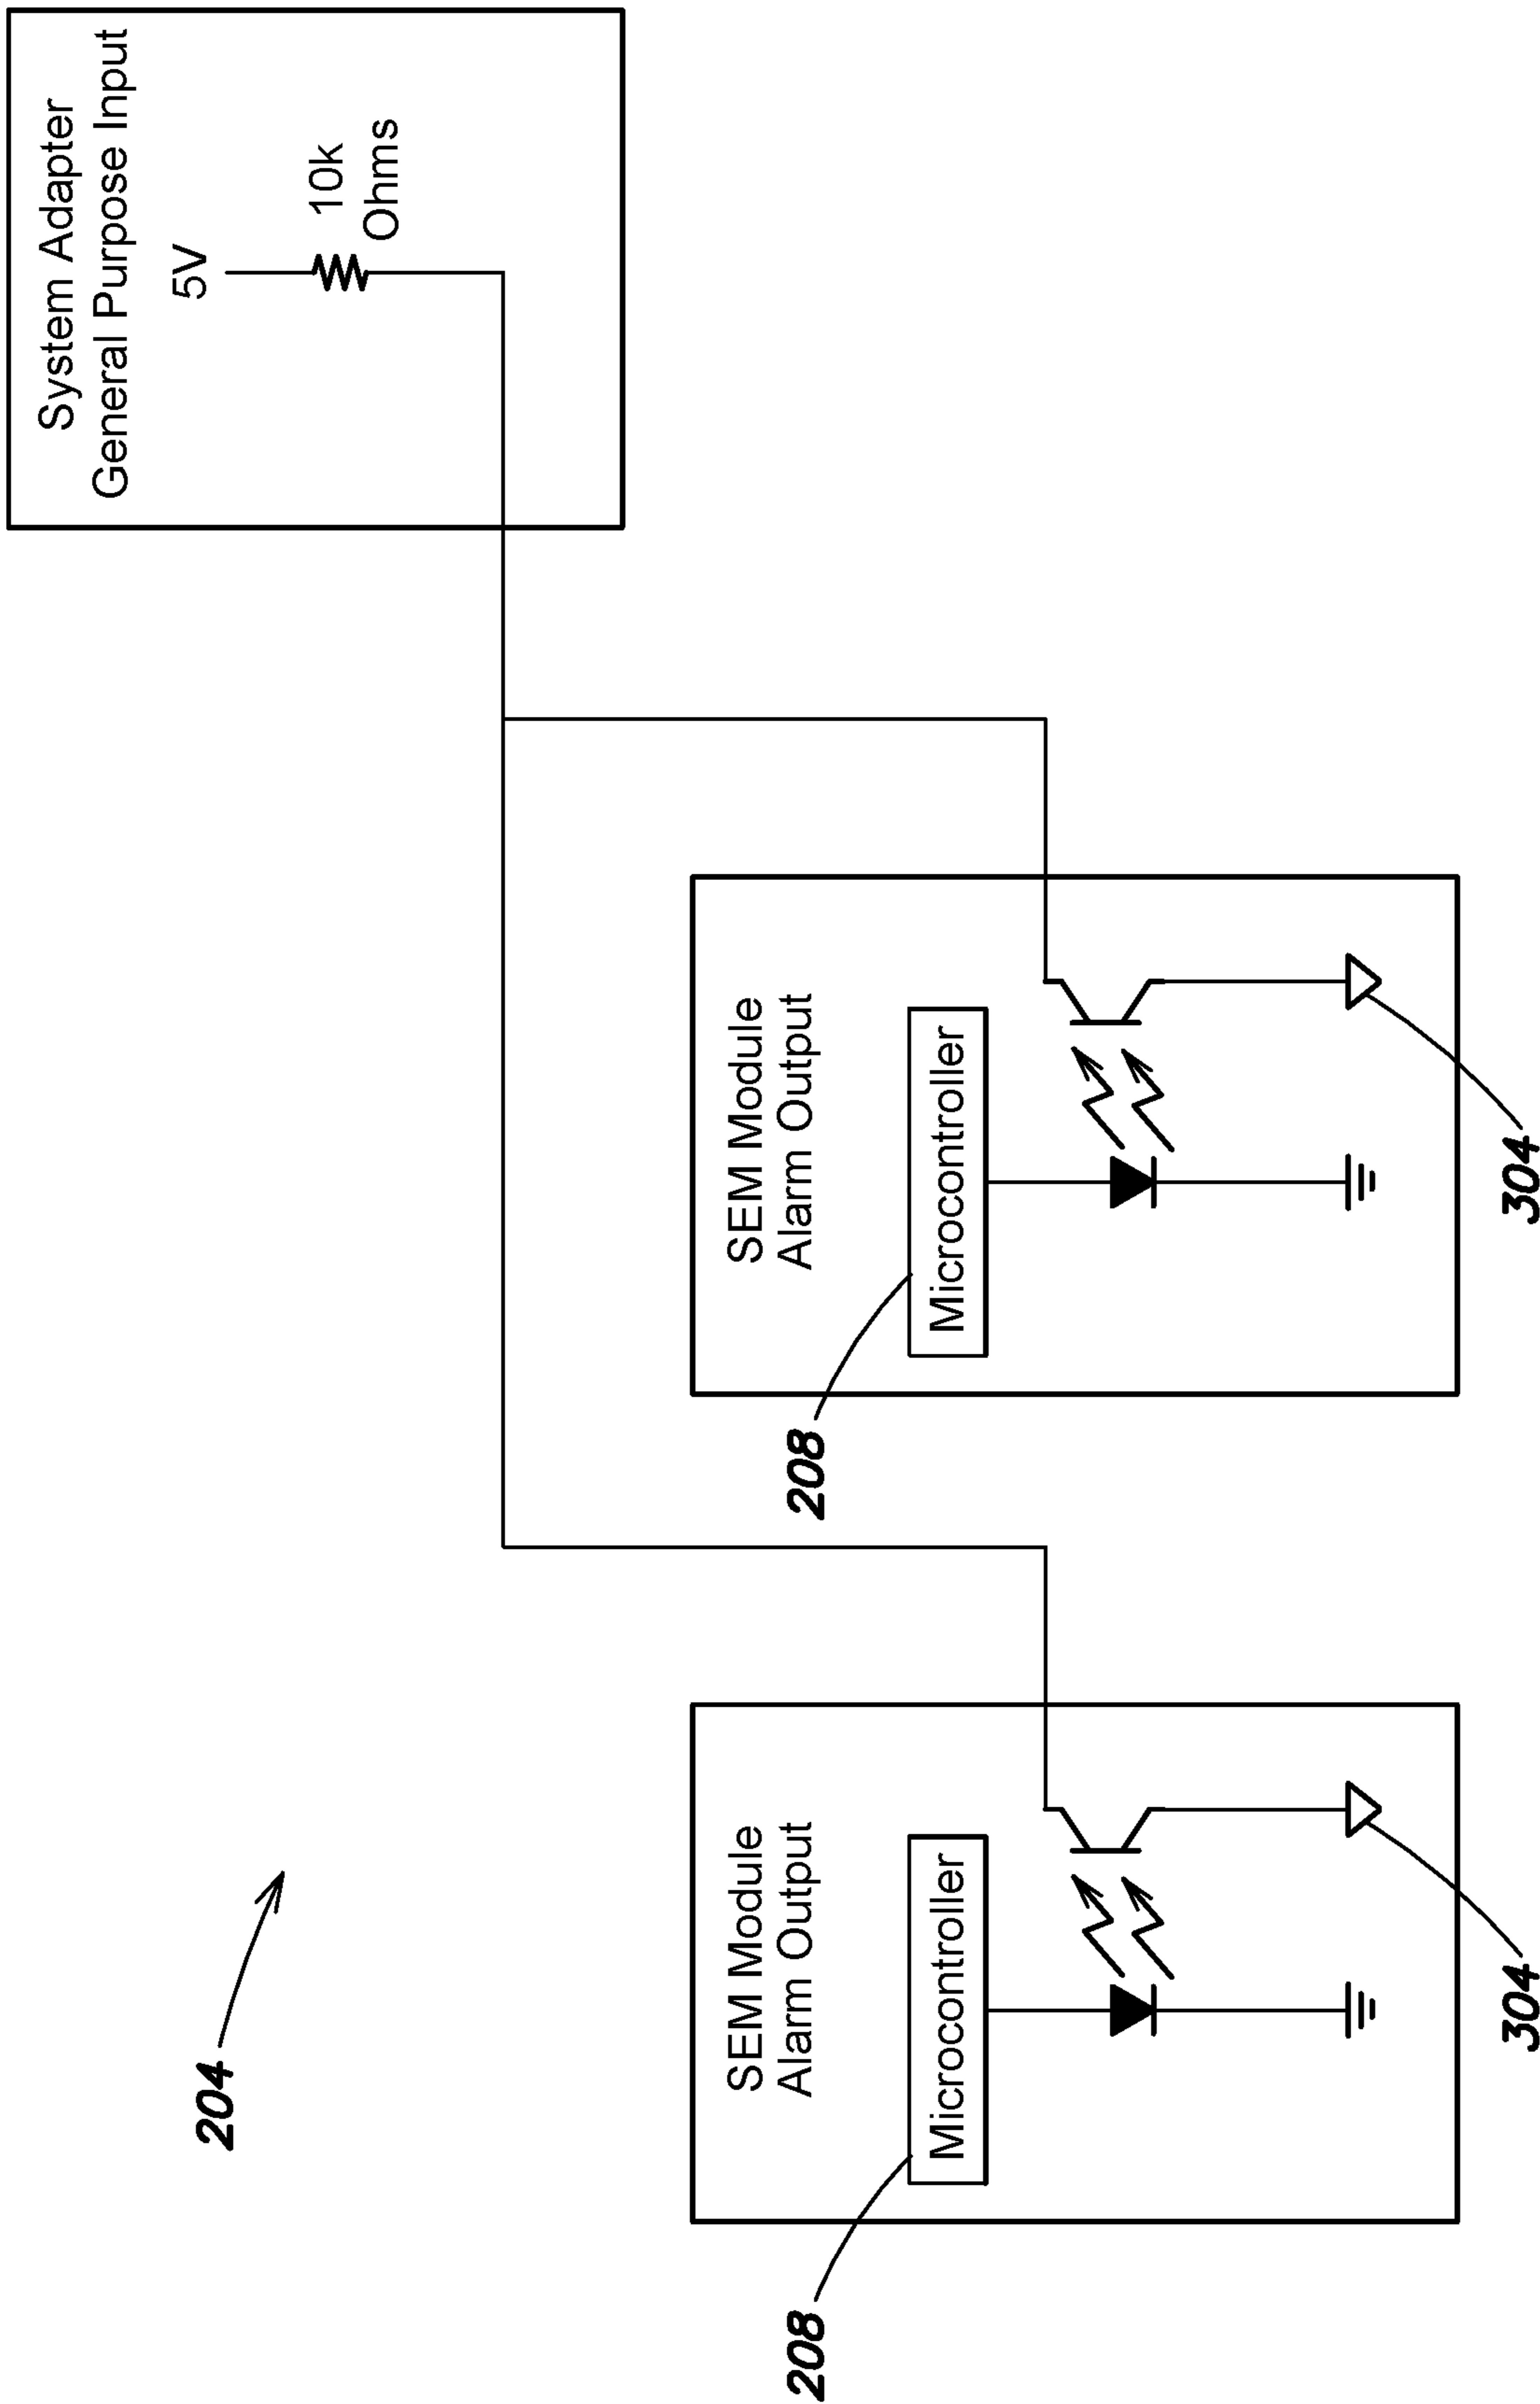 204
System Adapter
General Purpose Input
5V
10k
Ohms
SEM Module
Alarm Output
208
Microcontroller
304
SEM Module
Alarm Output
208
Microcontroller
304